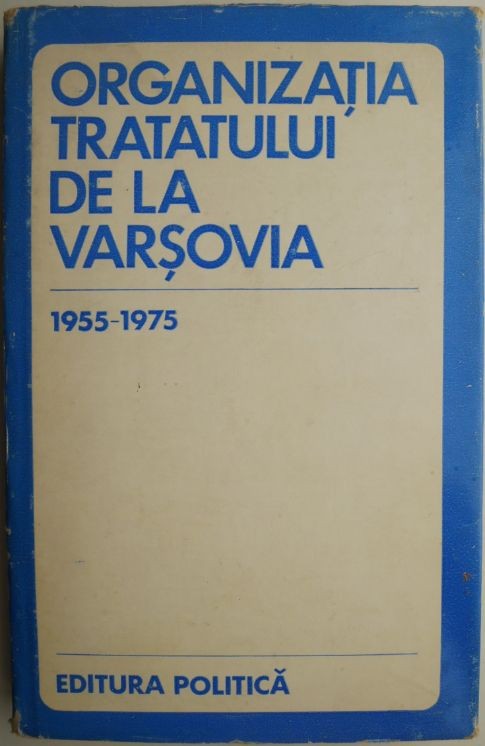 ORGANIZAȚIA
TRATATULUI
DE LA
VARȘOVIA
1955-1975
EDITURA POLITICĂ